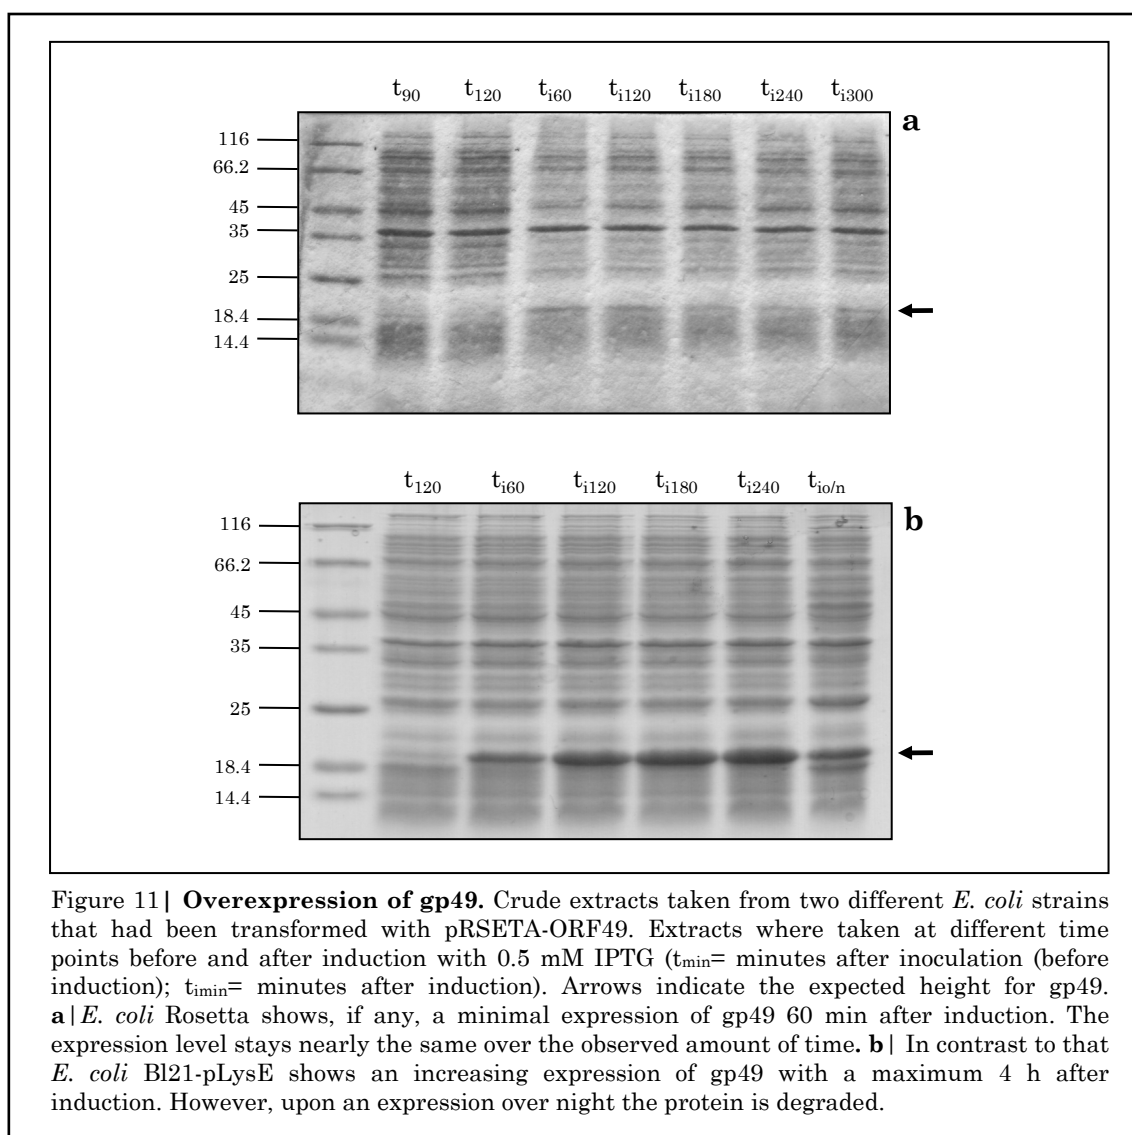 t90 t120 ti60 ti120 ti180 ti240 ti300
a
116
66.2
45
35
25
18.4
14.4
t120 ti60 ti120 ti180 ti240 tio/n
b
116
66.2
45
35
25
18.4
14.4
Figure 11| Overexpression of gp49. Crude extracts taken from two different E. coli strains
that had been transformed with pRSETA-ORF49. Extracts where taken at different time
points before and after induction with 0.5 mM IPTG (tmin= minutes after inoculation (before
induction); timin= minutes after induction). Arrows indicate the expected height for gp49.
a|E. coli Rosetta shows, if any, a minimal expression of gp49 60 min after induction. The
expression level stays nearly the same over the observed amount of time. b| In contrast to that
E. coli Bl21-pLysE shows an increasing expression of gp49 with a maximum 4 h after
induction. However, upon an expression over night the protein is degraded.